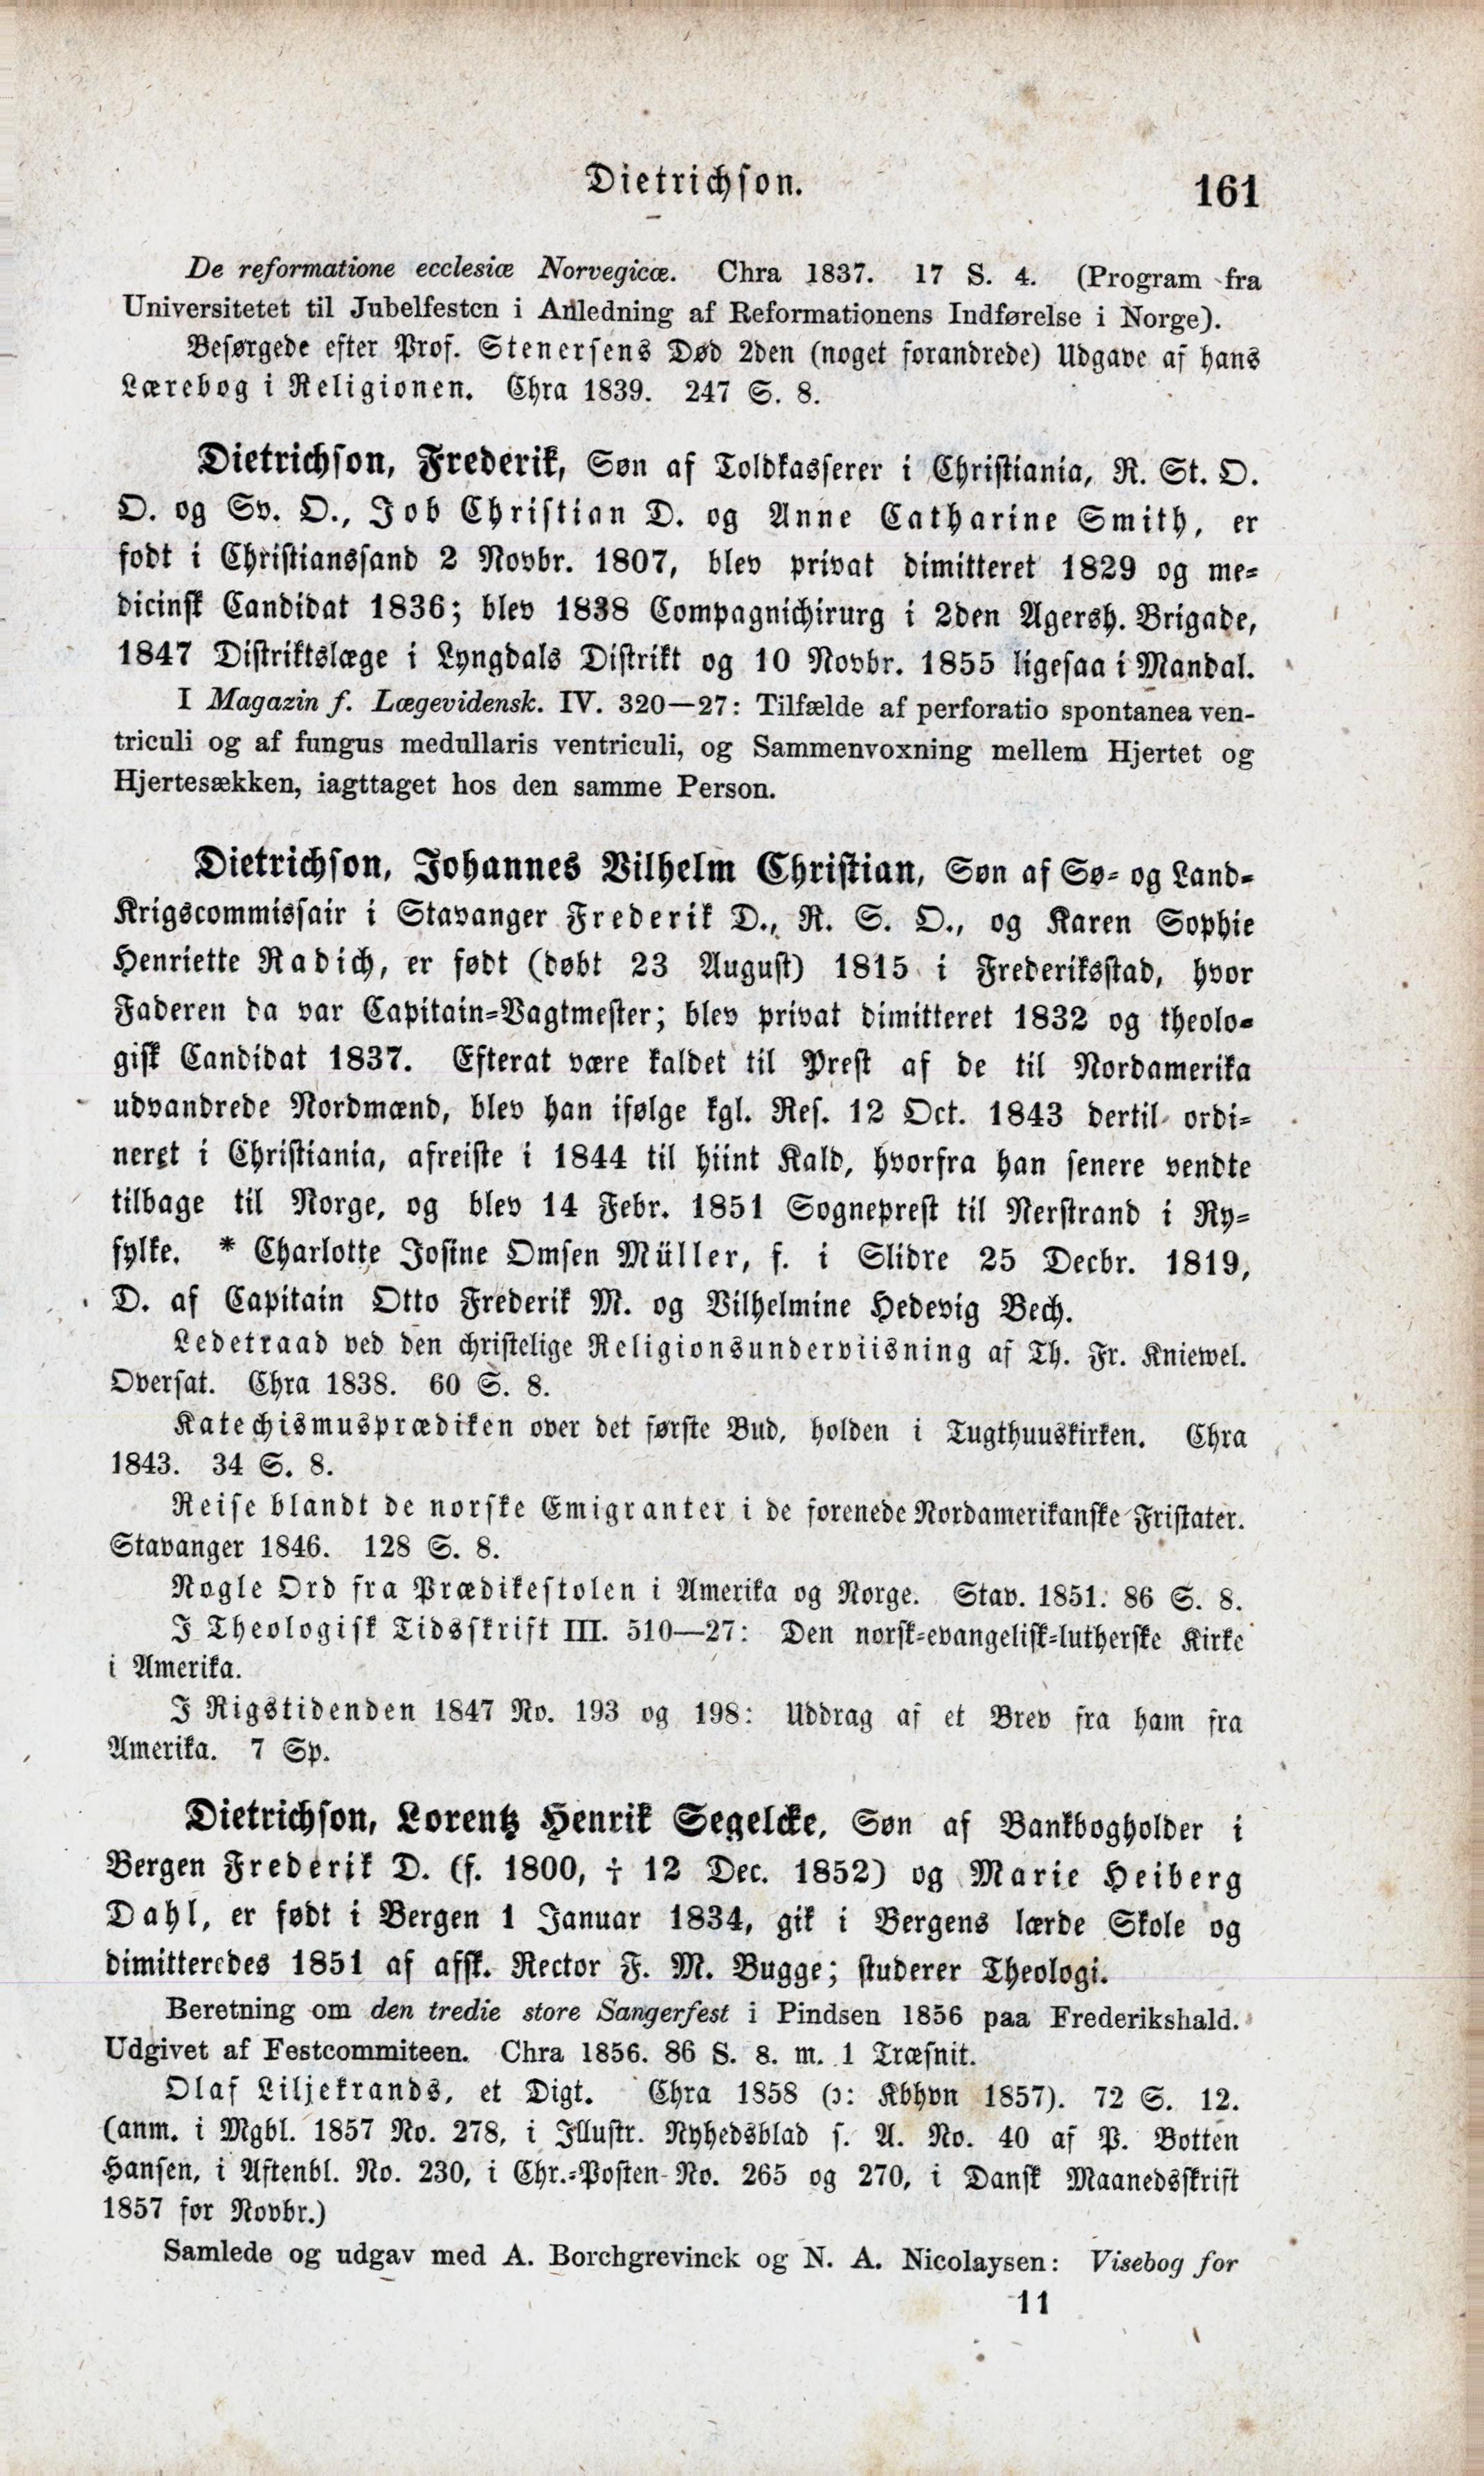 Dietrichson.
161
De reformatione ecclesiæ Norvegicæ. Chra 1837. 17 S. 4. (Program fra
Universitetet til Jubelfesten i Anledning af Reformationens Indførelse i Norge).
Besørgede efter Prof. Stenersens Død 2den (noget forandrede) Udgave af hans
Lærebog i Religionen. Chra 1839. 247 S. 8.
Dietrichson, Frederik, Søn af Toldkasserer i Christiania, R. St. O.
O. og Sv. O., Job Christian D. og Anne Catharine Smith, er
født i Christianssand 2 Novbr. 1807, blev privat dimitteret 1829 og me-
dicinsk Candidat 1836; blev 1838 Compagnichirurg i 2den Agersh. Brigade,
1847 Distriktslæge i Lyngdals Distrikt og 10 Novbr. 1855 ligesaa i Mandal.
I Magazin f. Lægevidensk. IV. 320—27: Tilfælde af perforatio spontanea ven-
triculi og af fungus medullaris ventriculi, og Sammenvoxning mellem Hjertet og
Hjertesækken, iagttaget hos den samme Person.
Dietrichson, Johannes Vilhelm Christian, Søn af Sø- og Land-
Krigscommissair i Stavanger Frederik D., R. S. O., og Karen Sophie
Henriette Radich, er født (døbt 23 August) 1815 i Frederiksstad, hvor
Faderen da var Capitain-Vagtmester; blev privat dimitteret 1832 og theolo-
gisk Candidat 1837. Efterat være kaldet til Prest af de til Nordamerika
udvandrede Nordmænd, blev han ifølge kgl. Res. 12 Oct. 1843 dertil ordi-
neret i Christiania, afreiste i 1844 til hiint Kald, hvorfra han senere vendte
tilbage til Norge, og blev 14 Febr. 1851 Sogneprest til Nerstrand i Ry-
fylke. * Charlotte Josine Omsen Müller, f. i Slidre 25 Decbr. 1819,
D. af Capitain Otto Frederik M. og Vilhelmine Hedevig Bech.
Ledetraad ved den christelige Religionsunderviisning af Th. Fr. Kniewel.
Oversat. Chra 1838. 60 S. 8.
Katechismusprædiken over det første Bud, holden i Tugthuuskirken. Chra
1843. 34 S. 8.
Reise blandt de norske Emigranter i de forenede Nordamerikanske Fristater.
Stavanger 1846. 128 S. 8.
Nogle Ord fra Prædikestolen i Amerika og Norge. Stav. 1851. 86 S. 8.
I Theologisk Tidsskrift III. 510—27: Den norsk-evangelisk-lutherske Kirke
i Amerika.
I Rigstidenden 1847 No. 193 og 198: Uddrag af et Brev fra ham fra
Amerika. 7 Sp.
Dietrichson, Lorentz Henrik Segelcke, Søn af Bankbogholder i
Bergen Frederik D. (f. 1800, † 12 Dec. 1852) og Marie Heiberg
Dahl, er født i Bergen 1 Januar 1834, gik i Bergens lærde Skole og
dimitteredes 1851 af afsk. Rector F. M. Bugge; studerer Theologi.
Beretning om den tredie store Sangerfest i Pindsen 1856 paa Frederikshald.
Udgivet af Festcommiteen. Chra 1856. 86 S. 8. m. 1 Træsnit.
Olaf Liljekrands, et Digt. Chra 1858 (ɔ: Kbhvn 1857). 72 S. 12.
(anm. i Mgbl. 1857 No. 278, i Illustr. Nyhedsblad s. A. No. 40 af P. Botten
Hansen, i Aftenbl. No. 230, i Chr.-Posten No. 265 og 270, i Dansk Maanedsskrift
1857 for Novbr.)
Samlede og udgav med A. Borchgrevinck og N. A. Nicolaysen: Visebog for
11